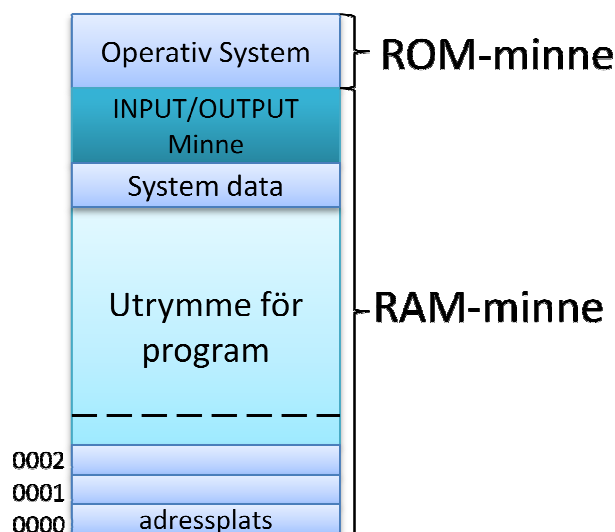 Operativ System
ROM-minne
INPUT/OUTPUT
Minne
System data
Utrymme för
program
RAM-minne
0002
0001
0000
adressplats